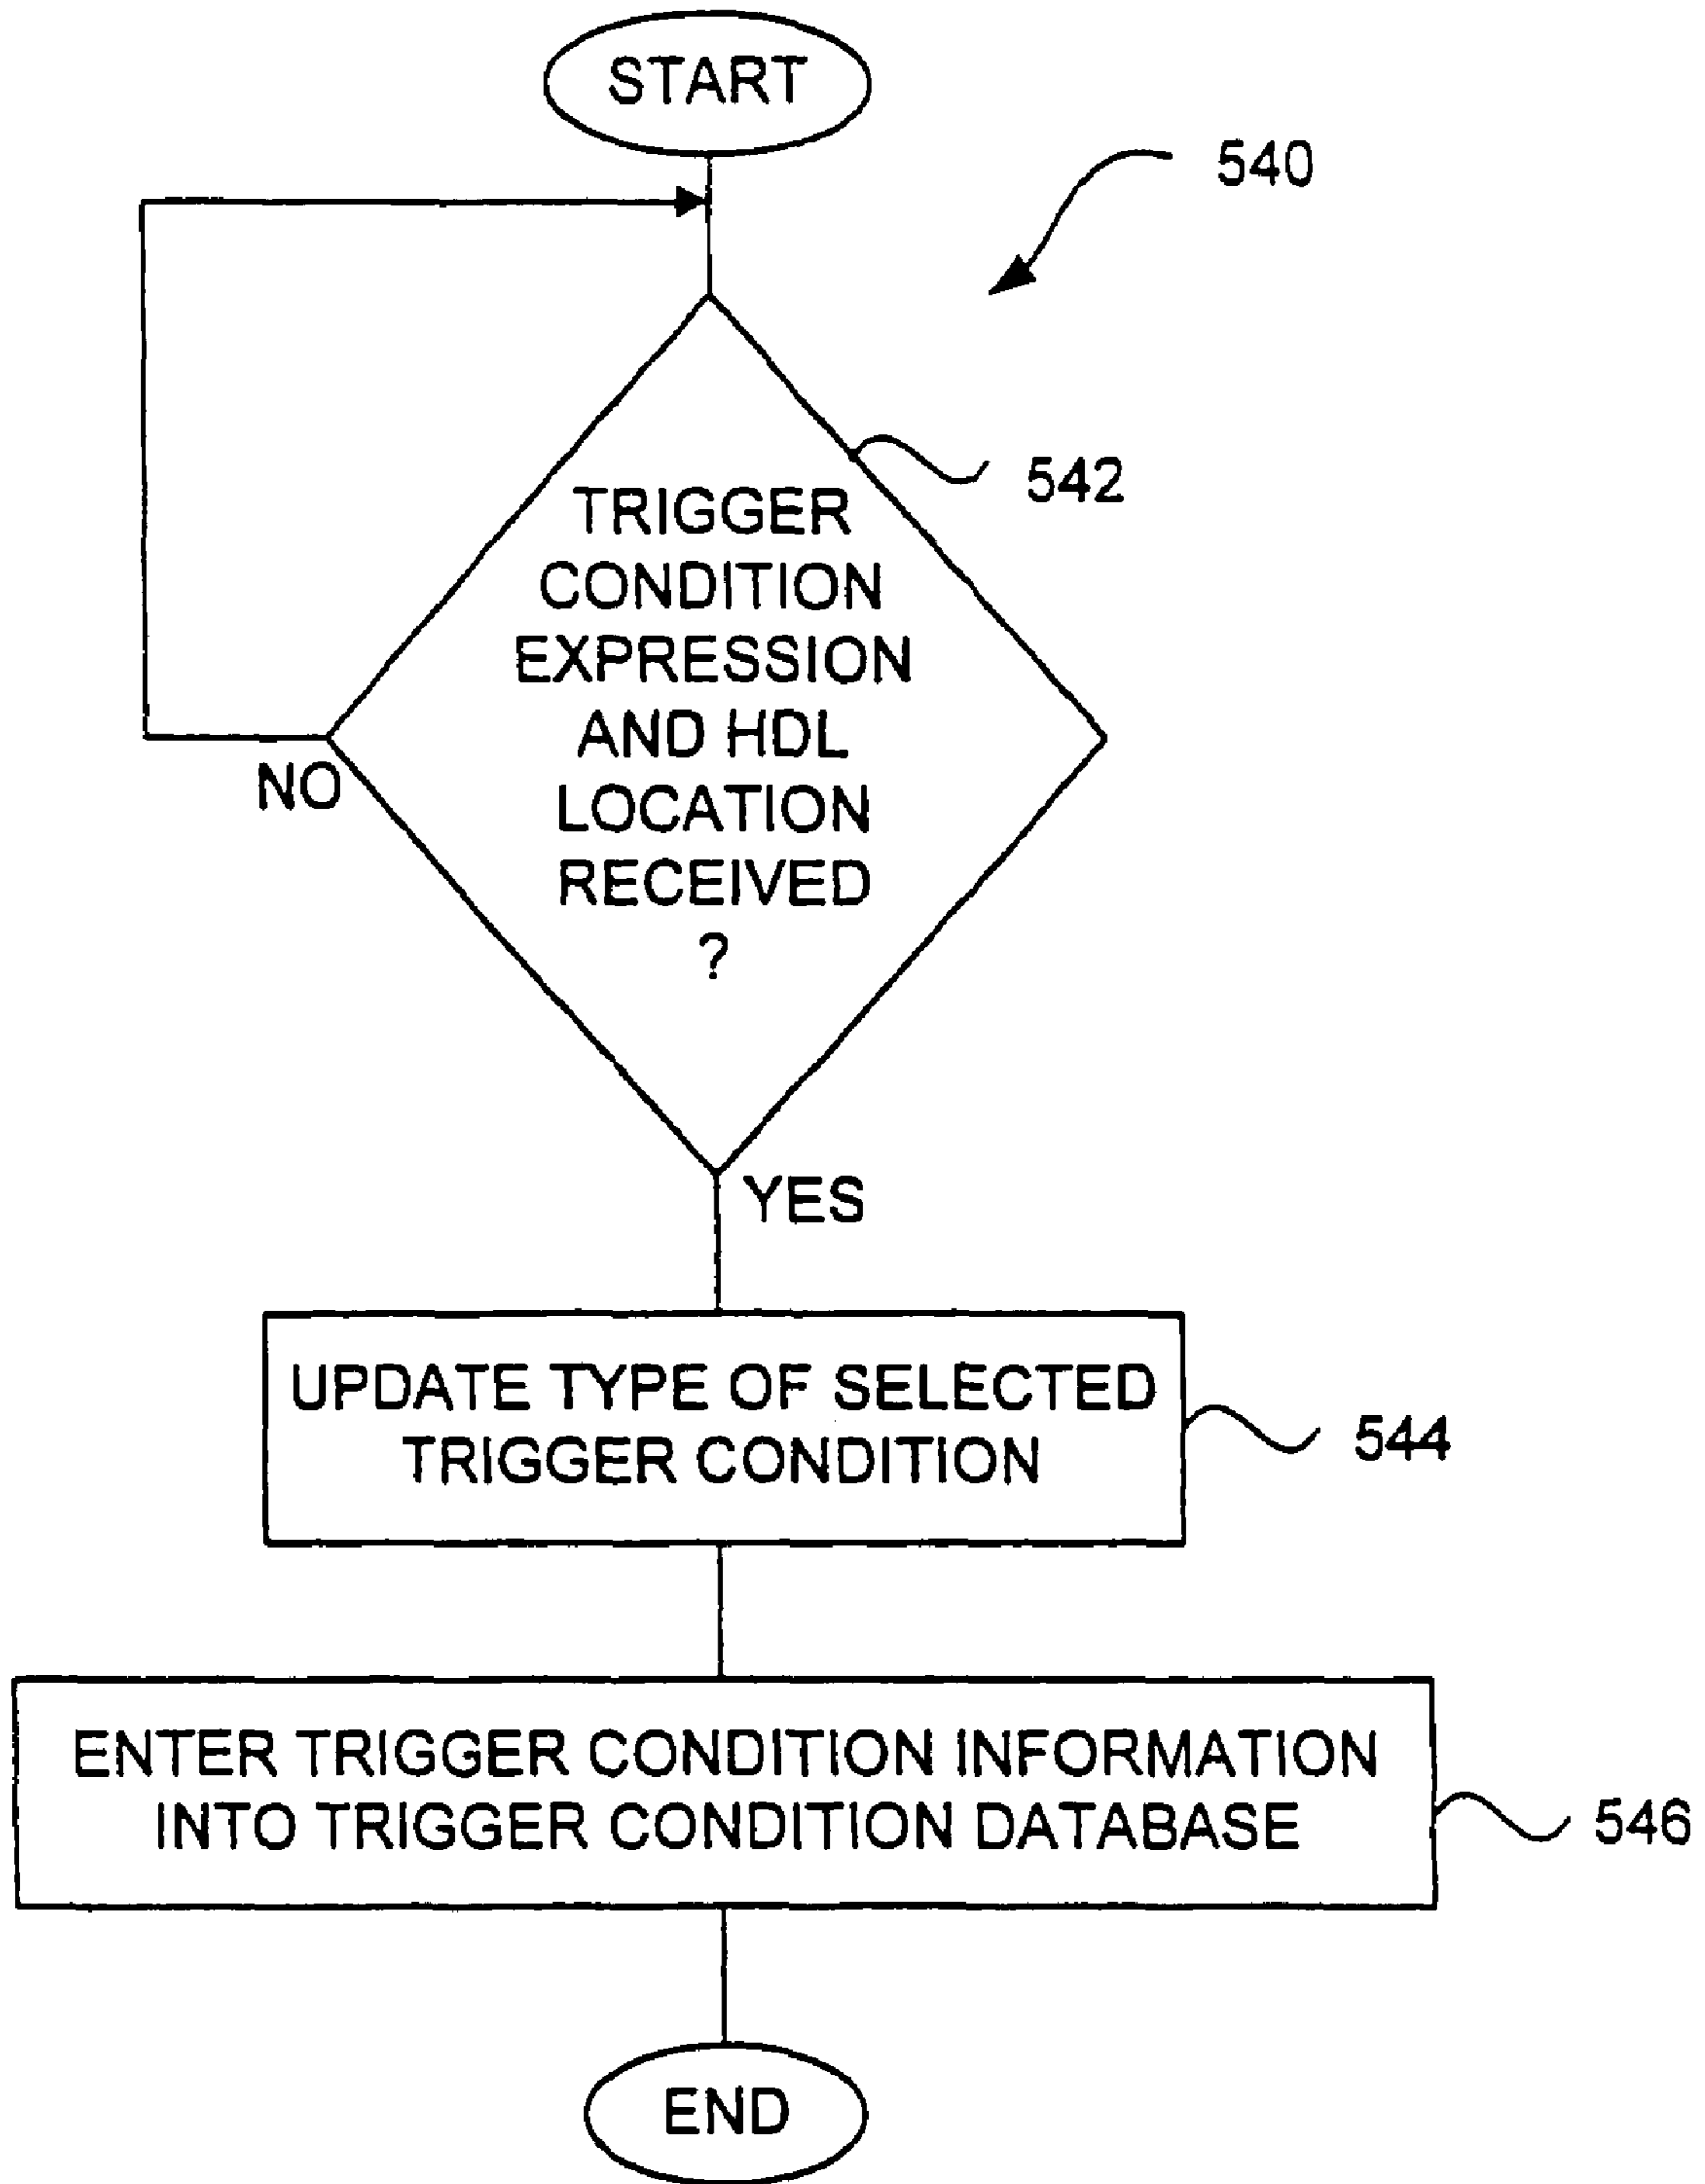 START
540
542
TRIGGER
CONDITION
EXPRESSION
AND HDL
LOCATION
RECEIVED
?
NO
YES
UPDATE TYPE OF SELECTED
TRIGGER CONDITION
544
ENTER TRIGGER CONDITION INFORMATION
INTO TRIGGER CONDITION DATABASE
546
END